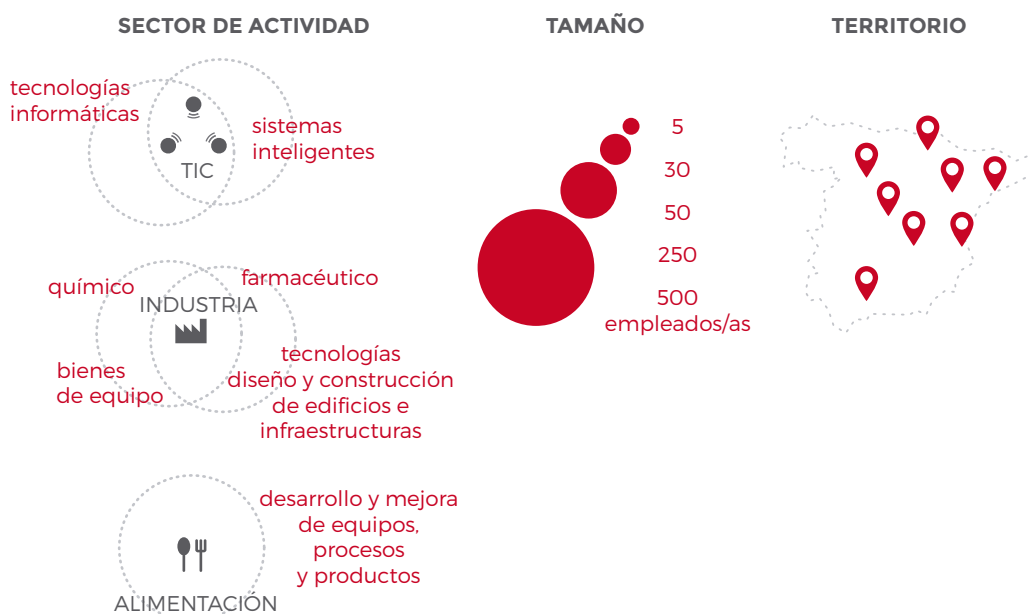 SECTOR DE ACTIVIDAD
tecnologías
informáticas
sistemas
inteligentes
TIC
químico
farmacéutico
INDUSTRIA
bienes
de equipo
tecnologías
diseño y construcción
de edificios e
infraestructuras
desarrollo y mejora
de equipos,
procesos
y productos
ALIMENTACIÓN
TAMAÑO
5
30
50
250
500
empleados/as
TERRITORIO